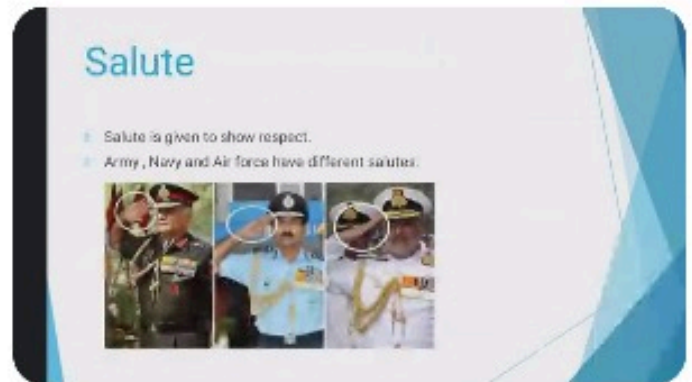 Salute
Salute is given to show respect.
Army , Navy and Air force have different salutes.